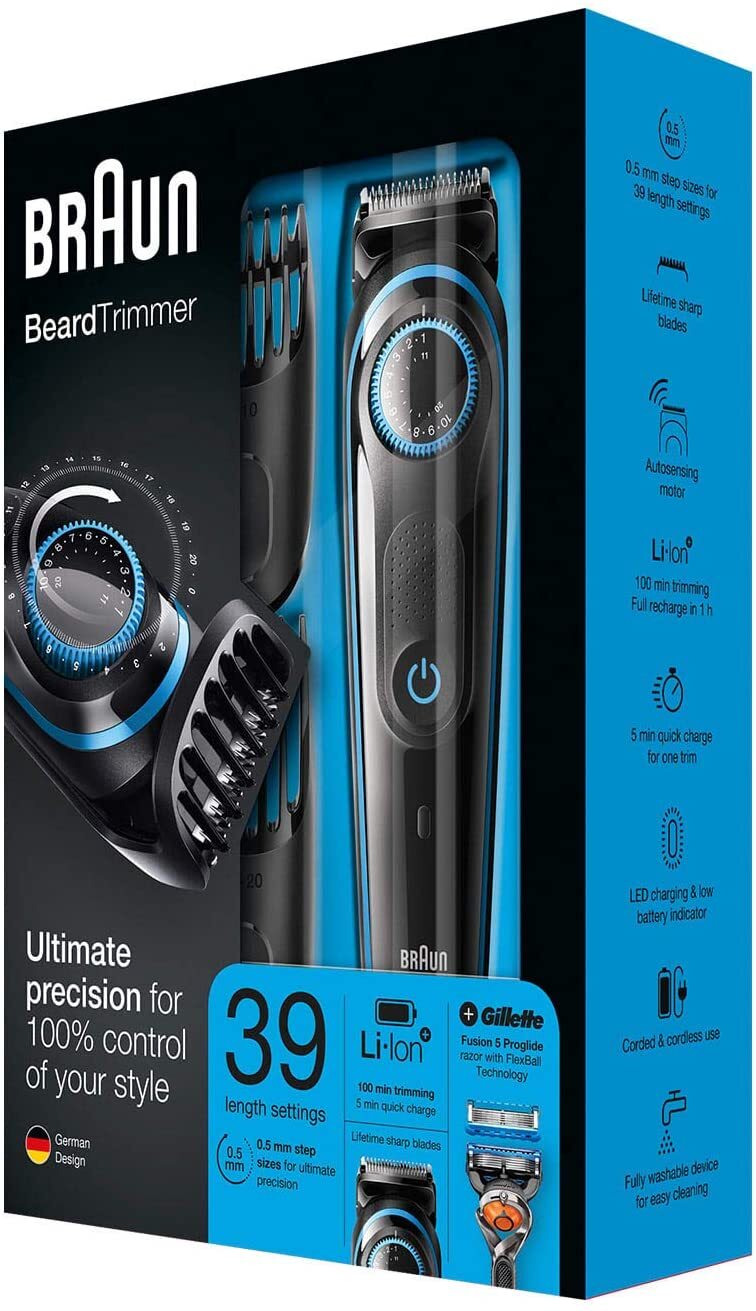 BRAUN
BeardTrimmer
10
20
BRAUN
Ultimate
precision for
100% control
of your style
German
Design
39
length settings
0.5
mm
0.5 mm step
sizes for ultimate
precision
Li·Ion+
100 min trimming
5 min quick charge
Lifetime sharp blades
+ Gillette
Fusion 5 Proglide
razor with FlexBall
Technology
0.5
mm
0.5 mm step sizes for
39 length settings
Lifetime sharp
blades
Autosensing
motor
Li·Ion+
100 min trimming
Full recharge in 1 h
5 min quick charge
for one trim
LED charging & low
battery indicator
Corded & cordless use
Fully washable device
for easy cleaning